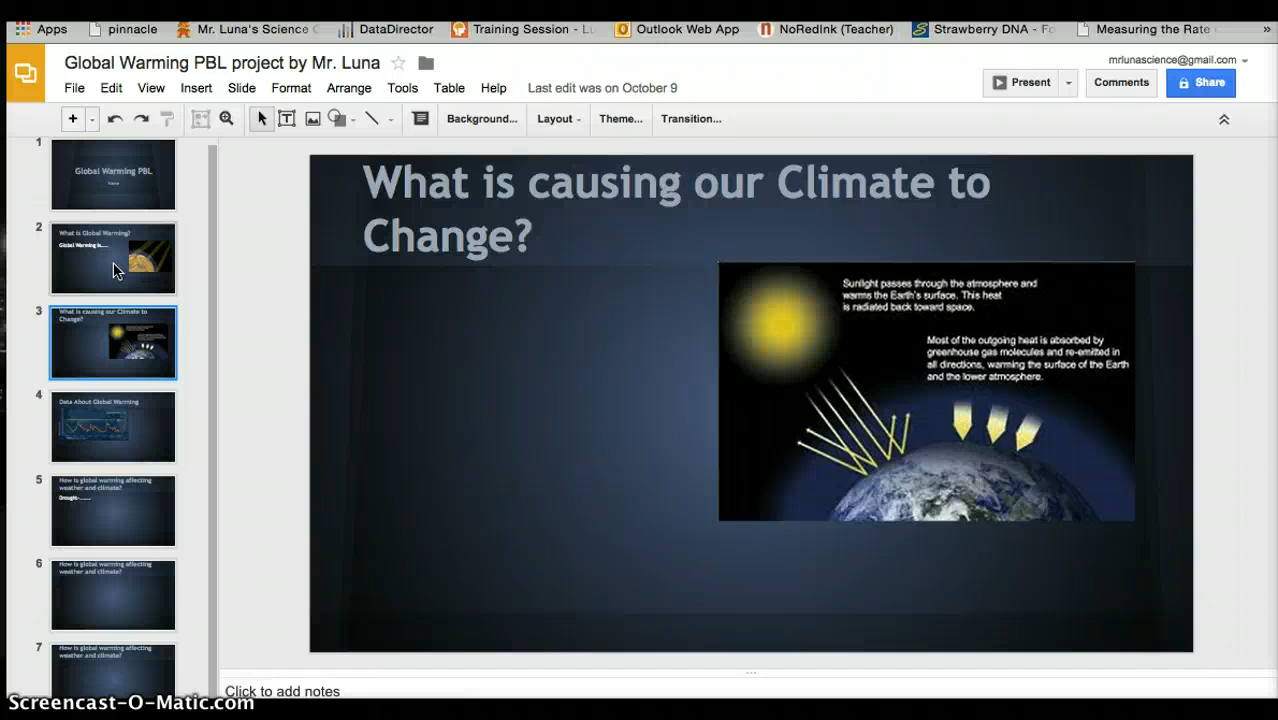 Apps pinnacle Mr. Luna's Science C DataDirector Training Session - Li Outlook Web App NoRedInk (Teacher) Strawberry DNA - Fo Measuring the Rate »
Global Warming PBL project by Mr. Luna
mrlunascience@gmail.com
File Edit View Insert Slide Format Arrange Tools Table Help Last edit was on October 9
Present Comments Share
Background... Layout Theme... Transition...
1
Global Warming PBL
2
What is Global Warming?
Global Warming is.....
3
What is causing our Climate to
Change?
4
Data About Global Warming
5
How is global warming affecting
weather and climate?
Drought-.......
6
How is global warming affecting
weather and climate?
7
How is global warming affecting
weather and climate?
What is causing our Climate to
Change?
Sunlight passes through the atmosphere and
warms the Earth's surface. This heat
is radiated back toward space.
Most of the outgoing heat is absorbed by
greenhouse gas molecules and re-emitted in
all directions, warming the surface of the Earth
and the lower atmosphere.
Click to add notes
Screencast-O-Matic.com